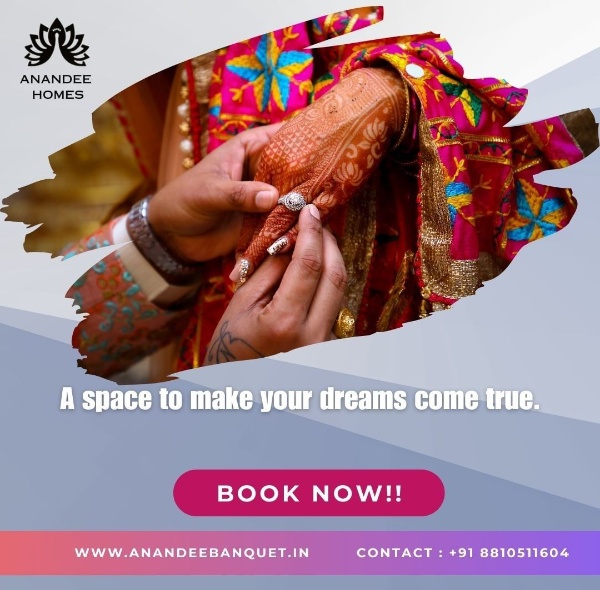 ANANDEE
HOMES
A space to make your dreams come true.
BOOK NOW!!
WWW.ANANDEEBANQUET.IN
CONTACT : +91 8810511604